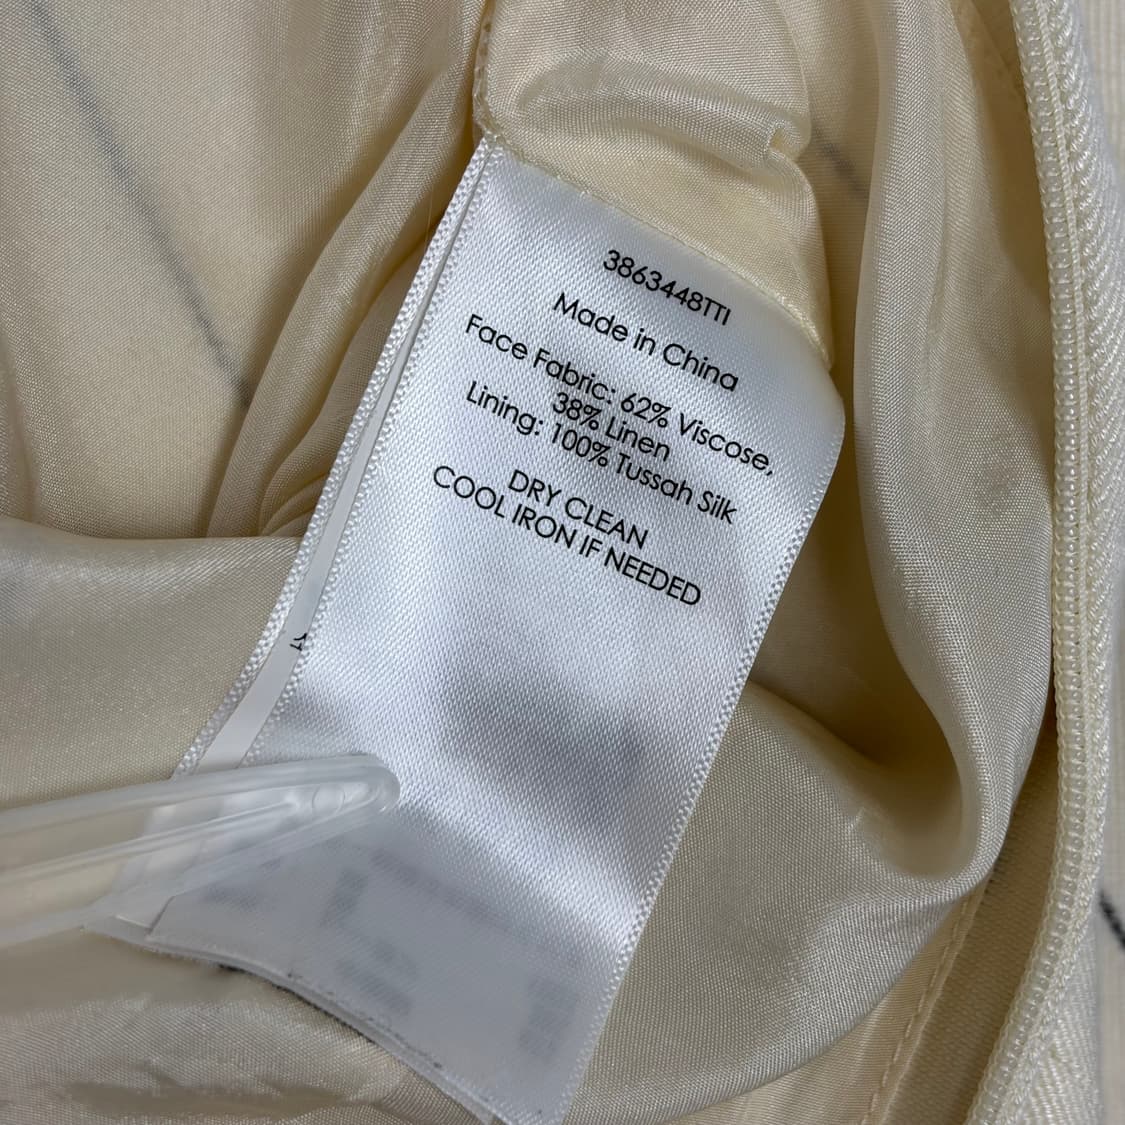 3863448TTI
Made in China
Face Fabric: 62% Viscose,
38% Linen
Lining: 100% Tussah Silk
DRY CLEAN
COOL IRON IF NEEDED